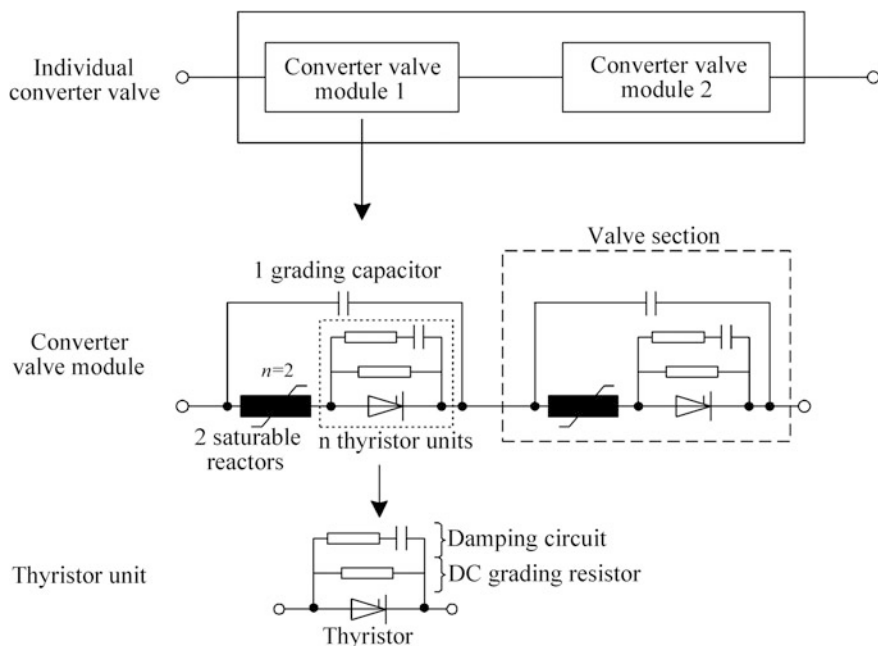 Individual
converter valve
Converter valve
module 1
Converter valve
module 2
Valve section
1 grading capacitor
Converter
valve module
n=2
2 saturable
reactors
n thyristor units
Thyristor unit
Damping circuit
DC grading resistor
Thyristor